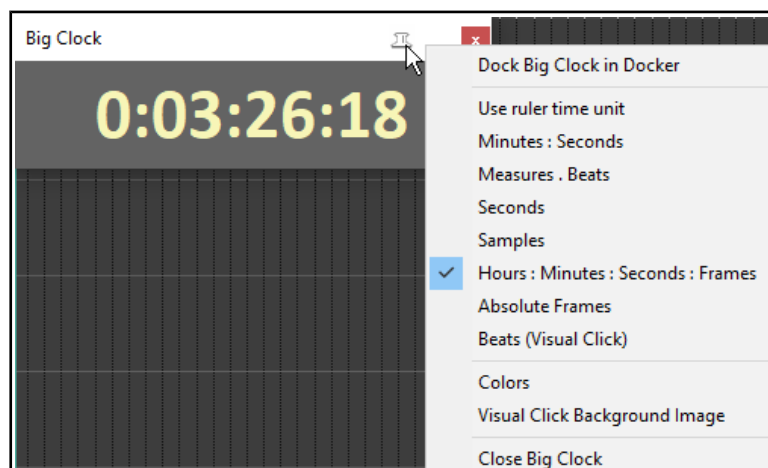 Big Clock
x
0:03:26:18
Dock Big Clock in Docker
Use ruler time unit
Minutes : Seconds
Measures . Beats
Seconds
Samples
Hours : Minutes : Seconds : Frames
Absolute Frames
Beats (Visual Click)
Colors
Visual Click Background Image
Close Big Clock